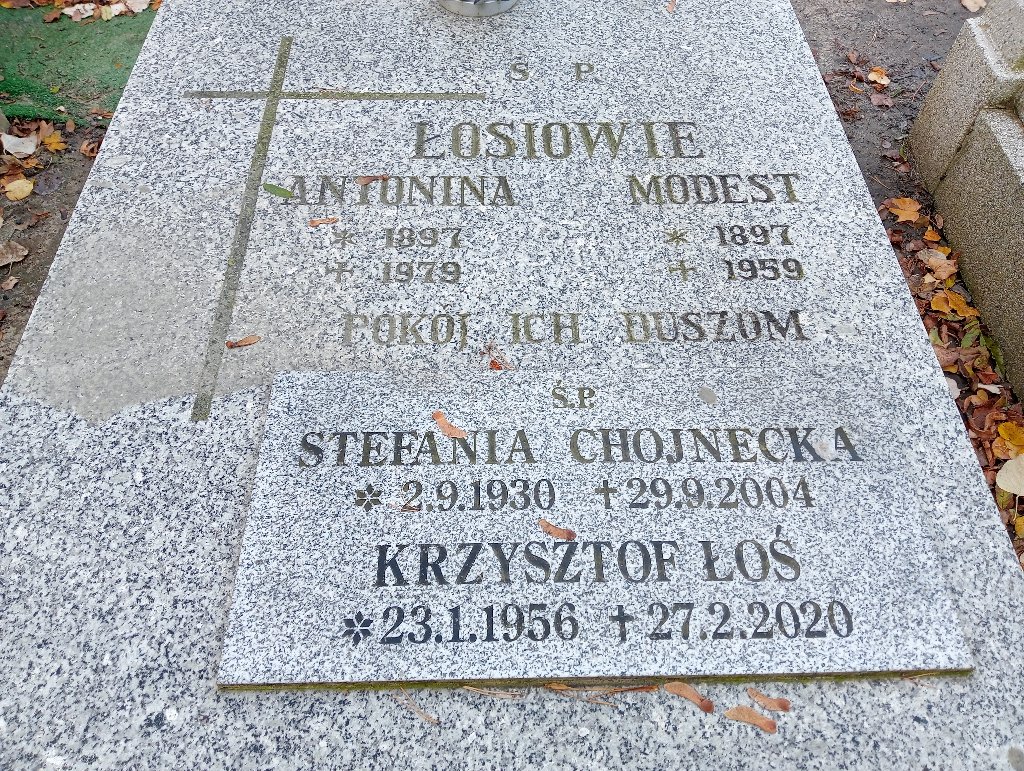 Ś P.
ŁOSIOWIE
ANTONINA MODEST
* 1897 * 1897
+ 1979 + 1959
POKÓJ ICH DUSZOM
Ś.P.
STEFANIA CHOJNECKA
* 2.9.1930 + 29.9.2004
KRZYSZTOF ŁOŚ
* 23.1.1956 + 27.2.2020